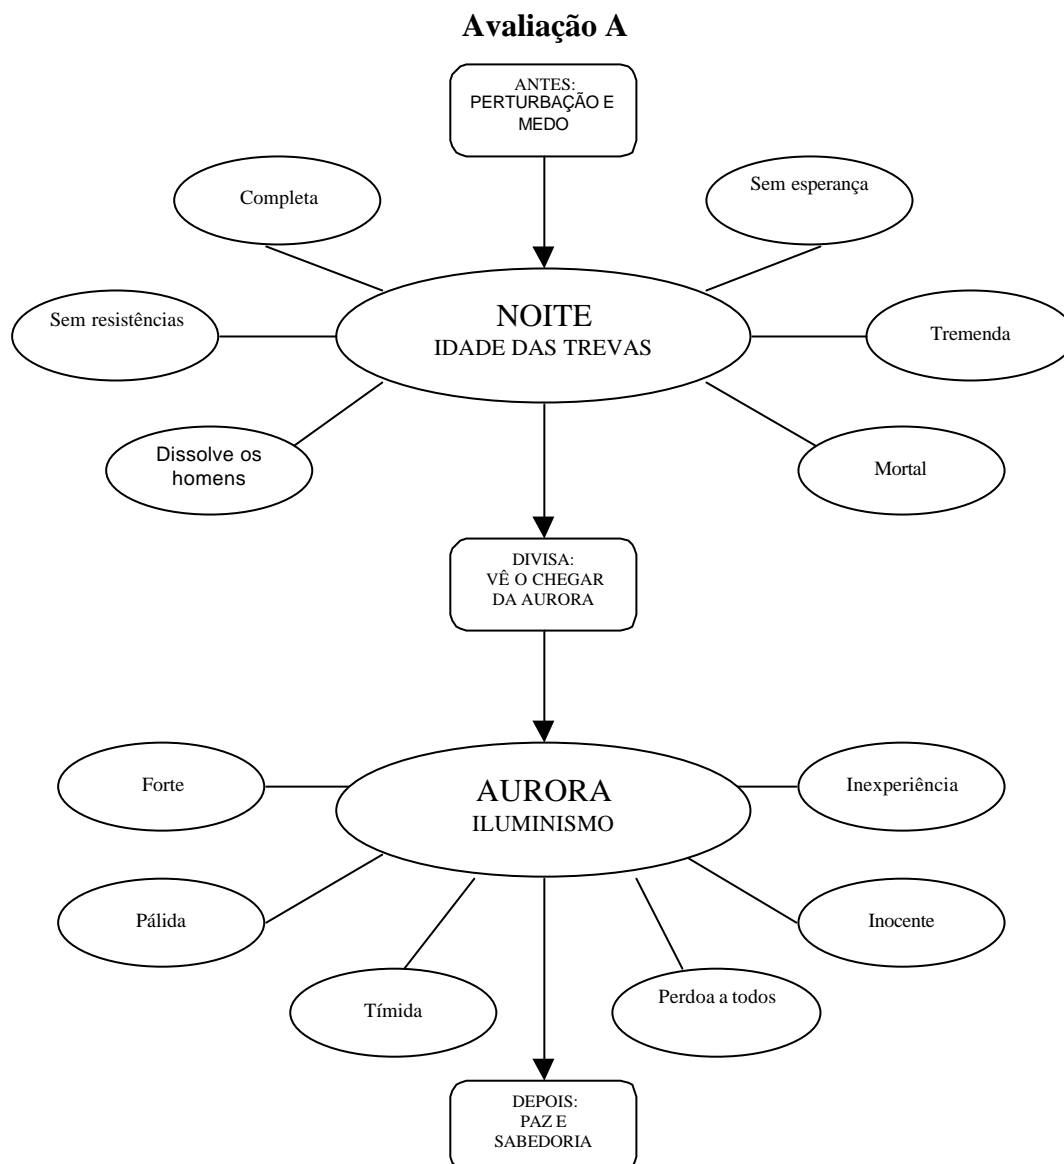 Avaliação A
ANTES:
PERTURBAÇÃO E
MEDO
Completa
Sem esperança
Sem resistências
NOITE
IDADE DAS TREVAS
Tremenda
Dissolve os
homens
Mortal
DIVISA:
VÊ O CHEGAR
DA AURORA
Forte
AURORA
ILUMINISMO
Inexperiência
Pálida
Inocente
Tímida
Perdoa a todos
DEPOIS:
PAZ E
SABEDORIA